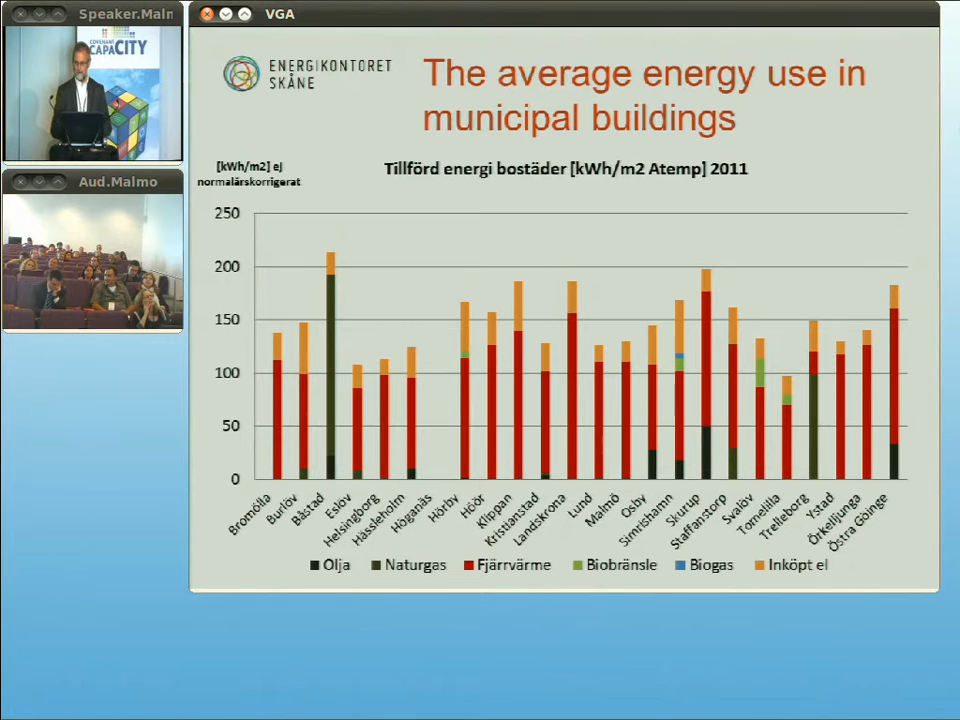 Speaker.Malm
COVENANT
CAPACITY
Aud.Malmo
VGA
ENERGIKONTORET
SKÅNE
The average energy use in
municipal buildings
[kWh/m2] ej
normalårskorrigerat
Tillförd energi bostäder [kWh/m2 Atemp] 2011
250
200
150
100
50
0
Bromölla
Burlöv
Båstad
Eslöv
Helsingborg
Hässleholm
Höganäs
Hörby
Höör
Klippan
Kristianstad
Landskrona
Lund
Malmö
Osby
Simrishamn
Skurup
Staffanstorp
Svalöv
Tomelilla
Trelleborg
Ystad
Örkelljunga
Östra Göinge
Olja
Naturgas
Fjärrvärme
Biobränsle
Biogas
Inköpt el